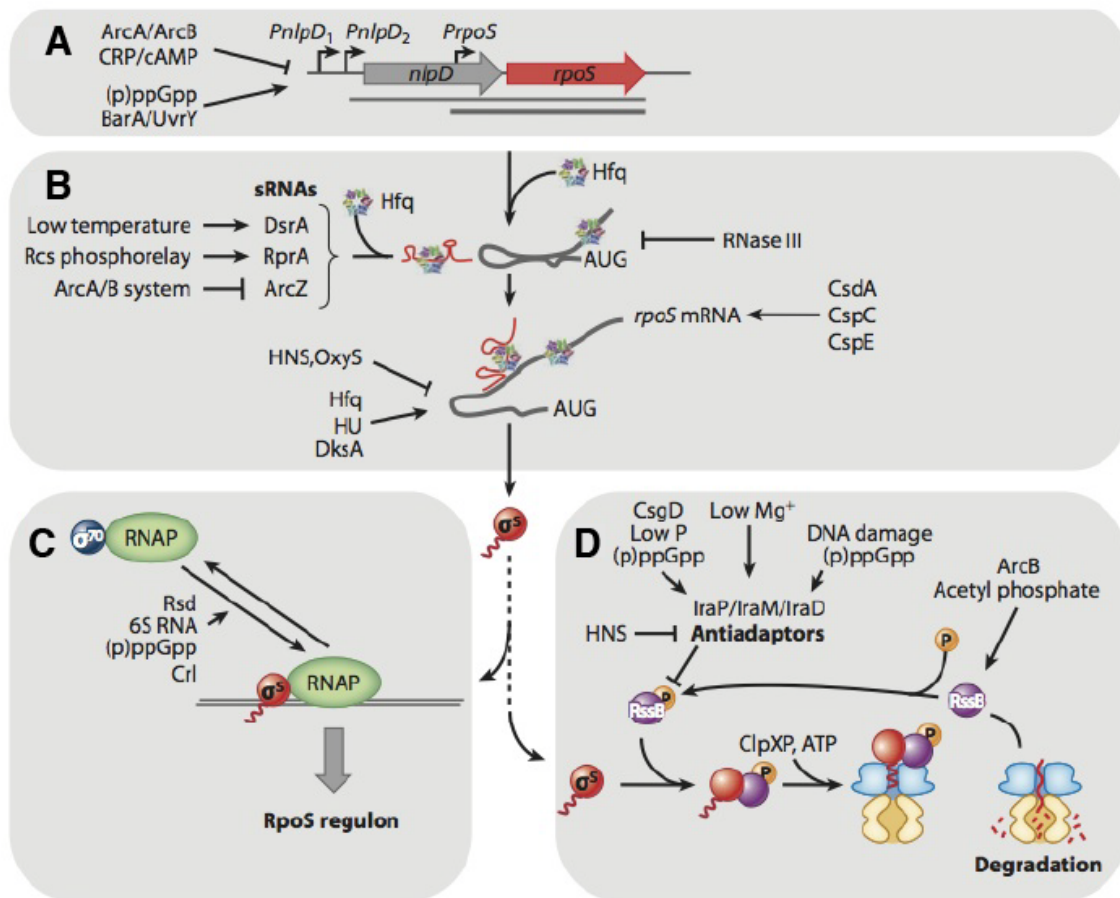 A
ArcA/ArcB
CRP/cAMP
(p)ppGpp
BarA/UvrY
PnlpD1
PnlpD2
PrpoS
nlpD
rpoS
B
sRNAs
Hfq
Hfq
Low temperature
DsrA
Rcs phosphorelay
RprA
ArcA/B system
ArcZ
AUG
RNase III
rpoS mRNA
CsdA
CspC
CspE
HNS,OxyS
Hfq
HU
DksA
AUG
σS
C
σ70
RNAP
Rsd
6S RNA
(p)ppGpp
Crl
σS
RNAP
RpoS regulon
D
CsgD
Low P
(p)ppGpp
Low Mg+
DNA damage
(p)ppGpp
ArcB
Acetyl phosphate
IraP/IraM/IraD
HNS
Antiadaptors
P
RssB
P
RssB
σS
P
ClpXP, ATP
P
Degradation